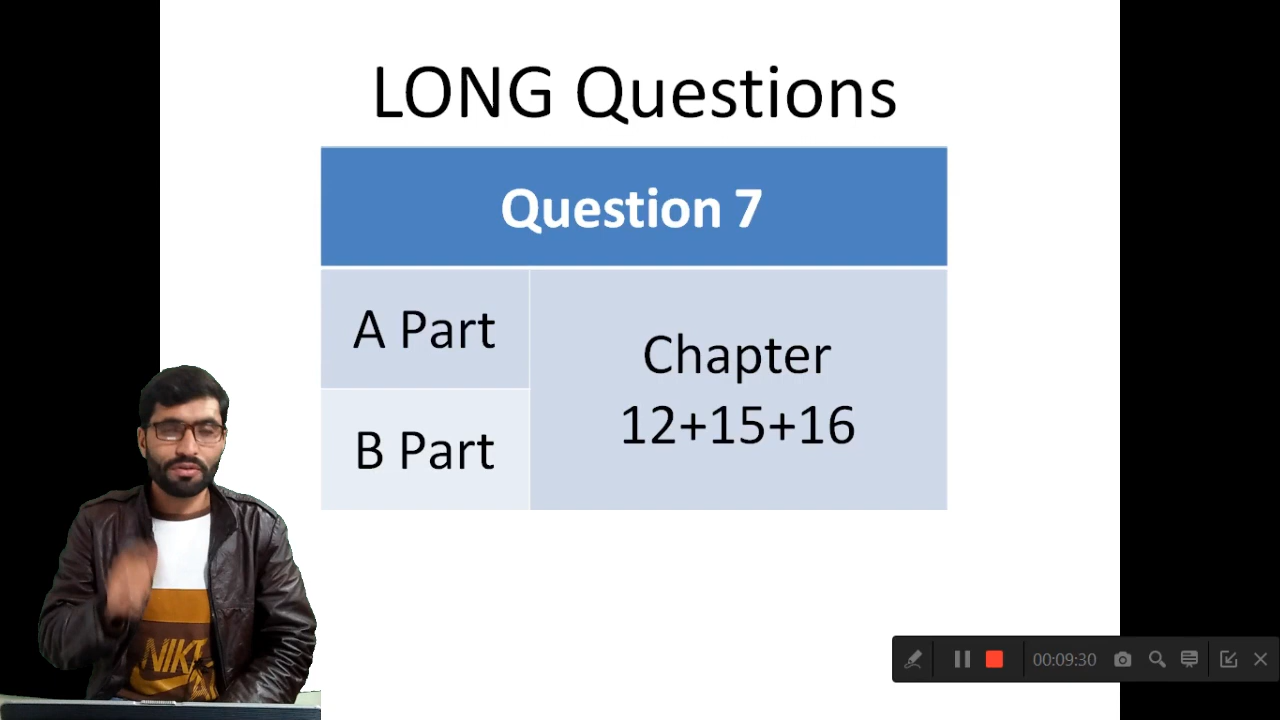 LONG Questions
Question 7
A Part
Chapter
12+15+16
B Part
NIKE
00:09:30